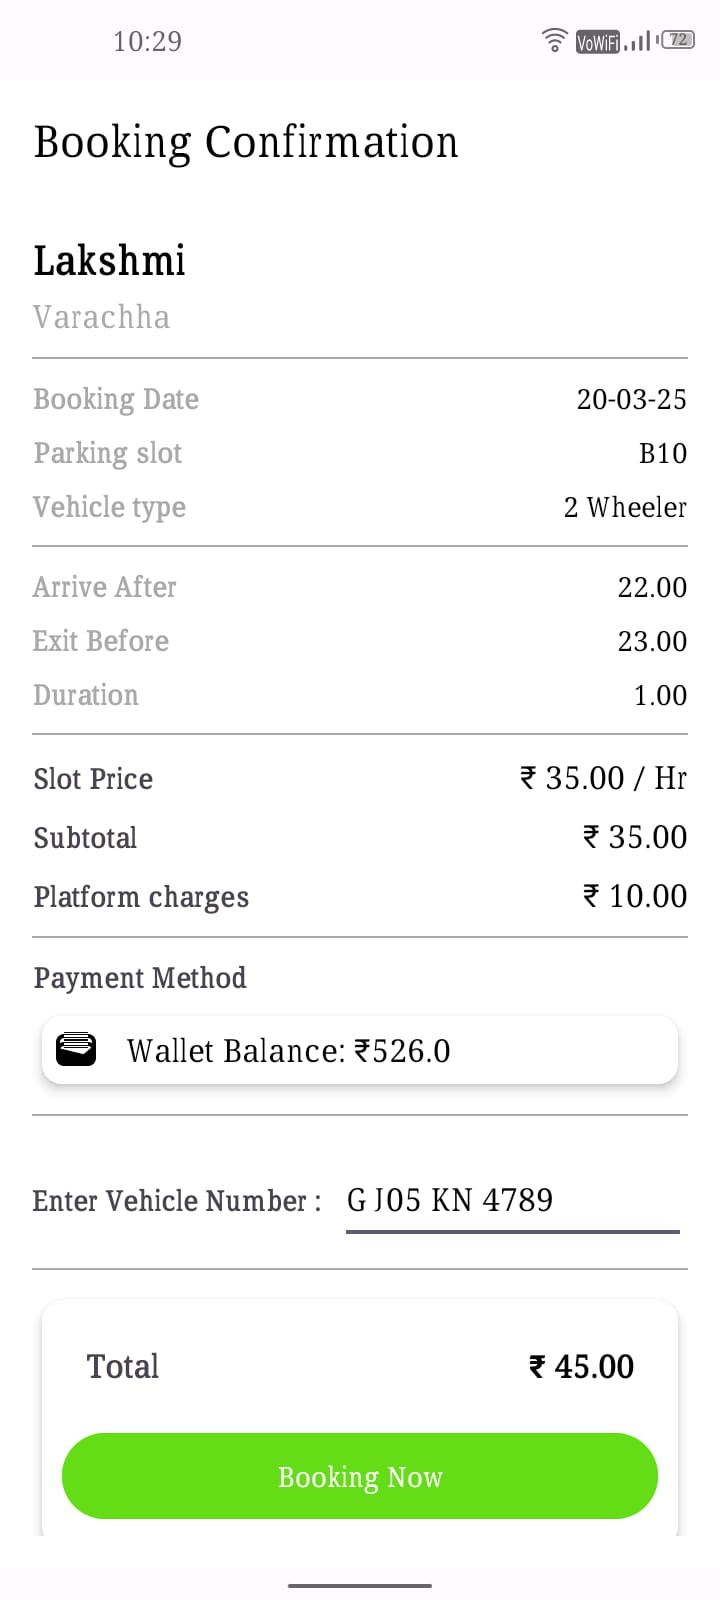 10:29 VoWiFi 72
Booking Confirmation
Lakshmi
Varachha
Booking Date 20-03-25
Parking slot B10
Vehicle type 2 Wheeler
Arrive After 22.00
Exit Before 23.00
Duration 1.00
Slot Price ₹ 35.00 / Hr
Subtotal ₹ 35.00
Platform charges ₹ 10.00
Payment Method
Wallet Balance: ₹526.0
Enter Vehicle Number : G J05 KN 4789
Total ₹ 45.00
Booking Now